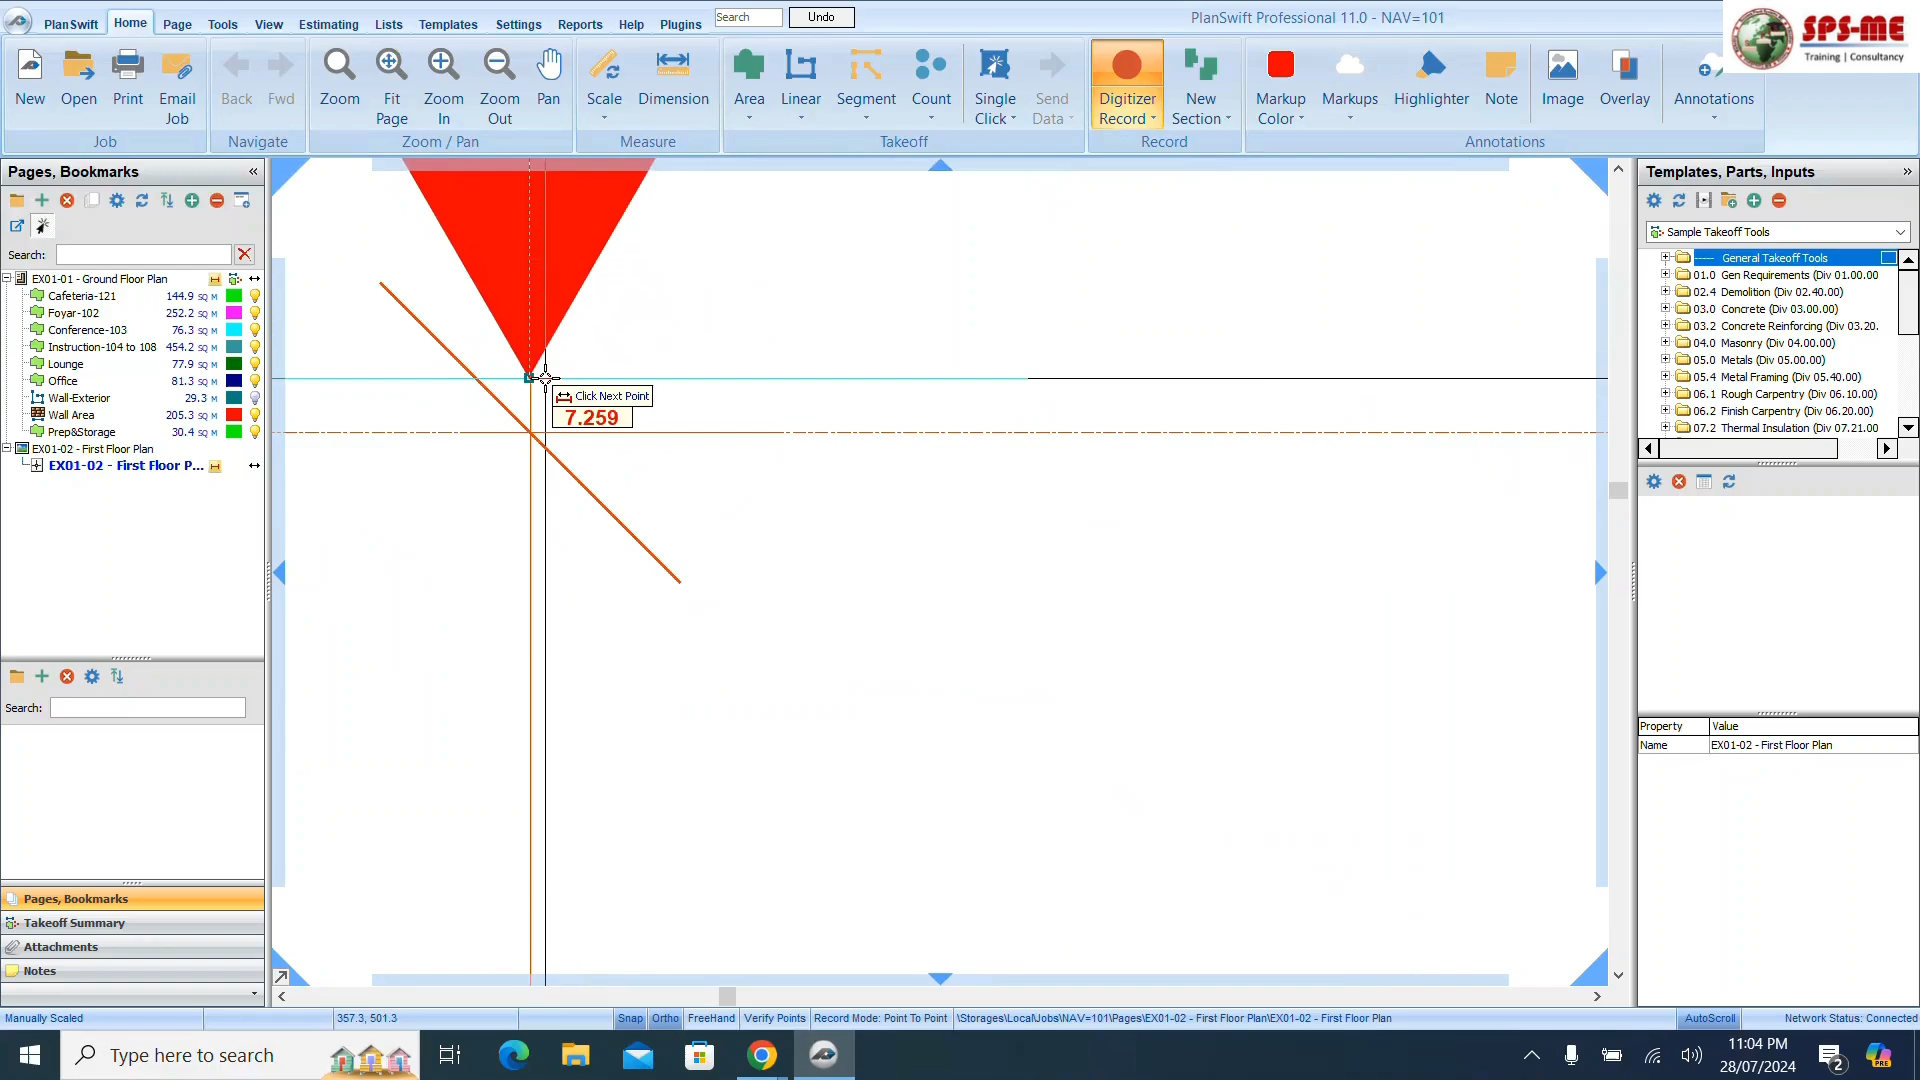 PlanSwift Home Page Tools View Estimating Lists Templates Settings Reports Help Plugins Search Undo
PlanSwift Professional 11.0 - NAV=101
SPS-ME
Training | Consultancy
New Open Print Email Job
Back Fwd
Zoom Fit Page Zoom In Zoom Out Pan
Scale Dimension
Area Linear Segment Count Single Click Send Data
Digitizer Record New Section
Markup Color Markups Highlighter Note Image Overlay Annotations
Job Navigate Zoom / Pan Measure Takeoff Record Annotations
Pages, Bookmarks «
Search:
EX01-01 - Ground Floor Plan
Cafeteria-121 144.9 SQ M
Foyar-102 252.2 SQ M
Conference-103 76.3 SQ M
Instruction-104 to 108 454.2 SQ M
Lounge 77.9 SQ M
Office 81.3 SQ M
Wall-Exterior 29.3 M
Wall Area 205.3 SQ M
Prep&Storage 30.4 SQ M
EX01-02 - First Floor Plan
EX01-02 - First Floor P...
Search:
Pages, Bookmarks
Takeoff Summary
Attachments
Notes
Click Next Point
7.259
Templates, Parts, Inputs »
Sample Takeoff Tools
General Takeoff Tools
01.0 Gen Requirements (Div 01.00.00
02.4 Demolition (Div 02.40.00)
03.0 Concrete (Div 03.00.00)
03.2 Concrete Reinforcing (Div 03.20.
04.0 Masonry (Div 04.00.00)
05.0 Metals (Div 05.00.00)
05.4 Metal Framing (Div 05.40.00)
06.1 Rough Carpentry (Div 06.10.00)
06.2 Finish Carpentry (Div 06.20.00)
07.2 Thermal Insulation (Div 07.21.00
Property Value
Name EX01-02 - First Floor Plan
Manually Scaled 357.3, 501.3 Snap Ortho FreeHand Verify Points Record Mode: Point To Point \Storages\Local\Jobs\NAV=101\Pages\EX01-02 - First Floor Plan\EX01-02 - First Floor Plan AutoScroll Network Status: Connected
Type here to search
11:04 PM
28/07/2024
2
PRE